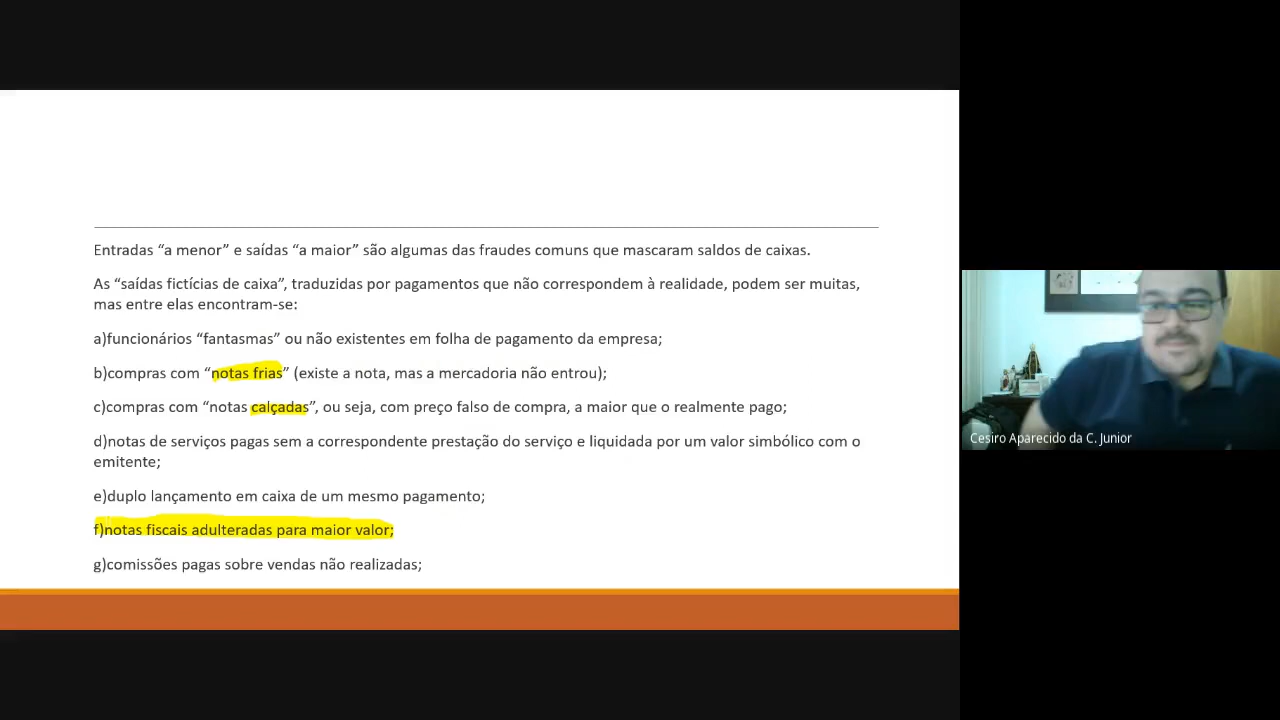 Entradas “a menor” e saídas “a maior” são algumas das fraudes comuns que mascaram saldos de caixas.
As “saídas fictícias de caixa”, traduzidas por pagamentos que não correspondem à realidade, podem ser muitas,
mas entre elas encontram-se:
a)funcionários “fantasmas” ou não existentes em folha de pagamento da empresa;
b)compras com “notas frias” (existe a nota, mas a mercadoria não entrou);
c)compras com “notas calçadas”, ou seja, com preço falso de compra, a maior que o realmente pago;
d)notas de serviços pagas sem a correspondente prestação do serviço e liquidada por um valor simbólico com o
emitente;
e)duplo lançamento em caixa de um mesmo pagamento;
f)notas fiscais adulteradas para maior valor;
g)comissões pagas sobre vendas não realizadas;
Cesiro Aparecido da C. Junior